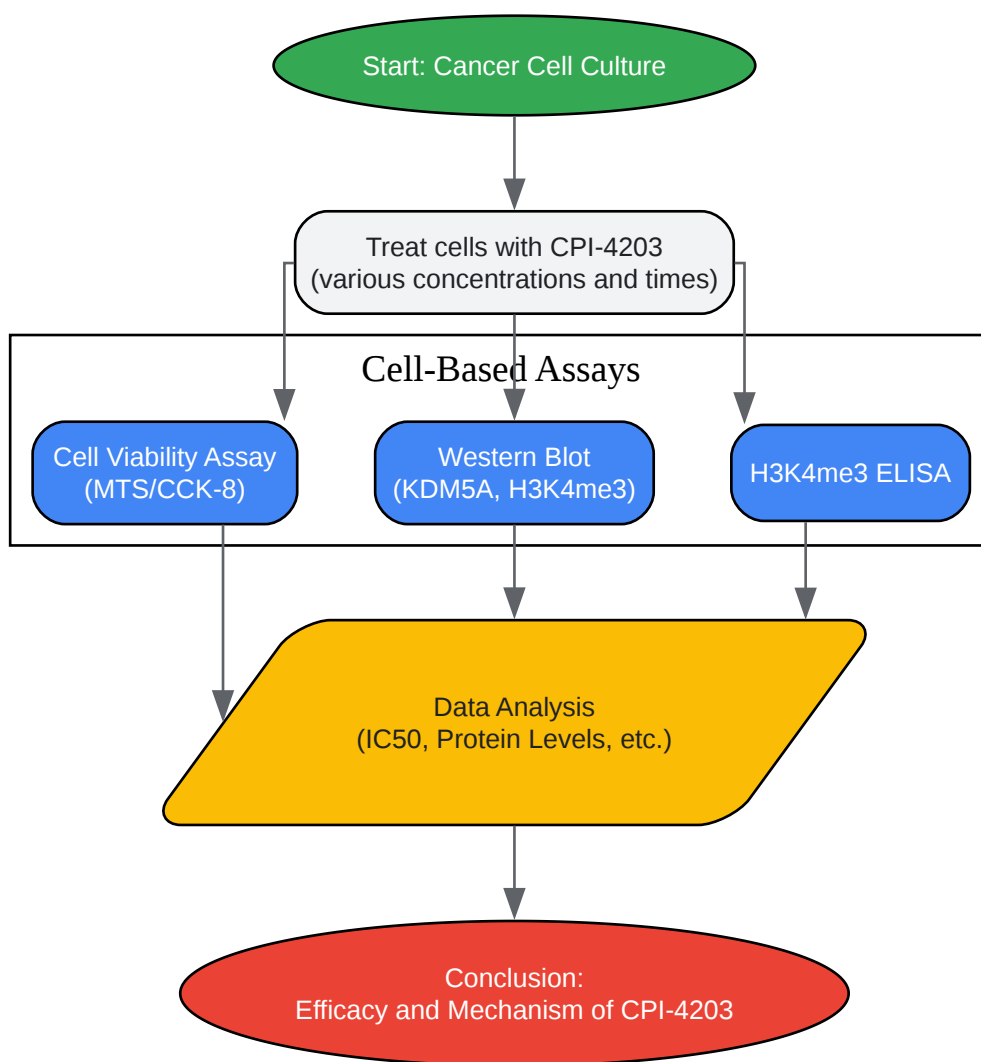 Start: Cancer Cell Culture
Treat cells with CPI-4203
(various concentrations and times)
Cell-Based Assays
Cell Viability Assay
(MTS/CCK-8)
Western Blot
(KDM5A, H3K4me3)
H3K4me3 ELISA
Data Analysis
(IC50, Protein Levels, etc.)
Conclusion:
Efficacy and Mechanism of CPI-4203